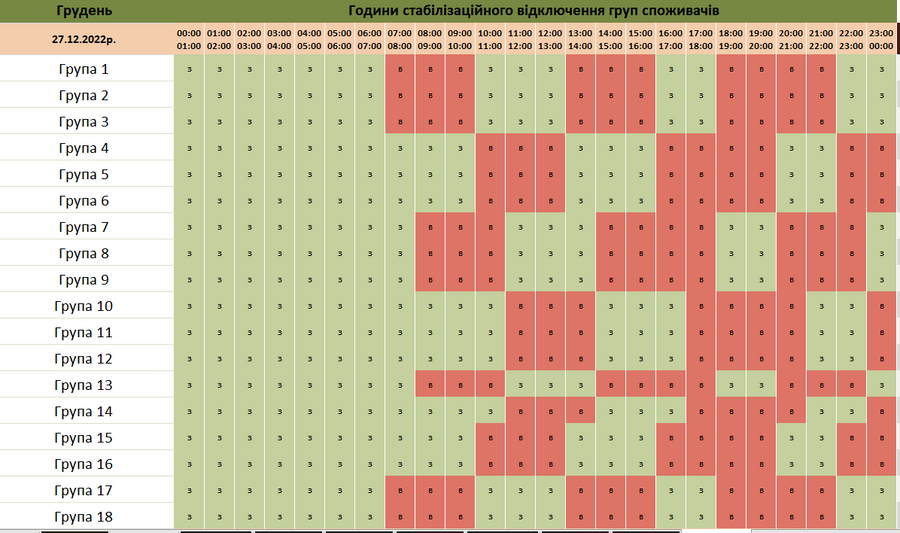 Грудень Години стабілізаційного відключення груп споживачів
27.12.2022р. 00:00 01:00 02:00 03:00 04:00 05:00 06:00 07:00 08:00 09:00 10:00 11:00 12:00 13:00 14:00 15:00 16:00 17:00 18:00 19:00 20:00 21:00 22:00 23:00
01:00 02:00 03:00 04:00 05:00 06:00 07:00 08:00 09:00 10:00 11:00 12:00 13:00 14:00 15:00 16:00 17:00 18:00 19:00 20:00 21:00 22:00 23:00 00:00
Група 1 З З З З З З З В В В З З З В В В З З В В В В З З
Група 2 З З З З З З З В В В З З З В В В З З В В В В З З
Група 3 З З З З З З З В В В З З З В В В З З В В В В З З
Група 4 З З З З З З З З З З В В В З З З В В В В З З В В
Група 5 З З З З З З З З З З В В В З З З В В В В З З В В
Група 6 З З З З З З З З З З В В В З З З В В В В З З В В
Група 7 З З З З З З З З В В В З З З В В В В З З В В В З
Група 8 З З З З З З З З В В В З З З В В В В З З В В В З
Група 9 З З З З З З З З В В В З З З В В В В З З В В В З
Група 10 З З З З З З З З З З З В В В З З З В В В В З З В
Група 11 З З З З З З З З З З З В В В З З З В В В В З З В
Група 12 З З З З З З З З З З З В В В З З З В В В В З З В
Група 13 З З З З З З З З В В В З З З В В В В З З В В В З
Група 14 З З З З З З З З З З З В В В З З З В В В В З З В
Група 15 З З З З З З З З З З В В В З З З В В В В З З В В
Група 16 З З З З З З З З З З В В В З З З В В В В З З В В
Група 17 З З З З З З З В В В З З З В В В З З В В В В З З
Група 18 З З З З З З З В В В З З З В В В З З В В В В З З